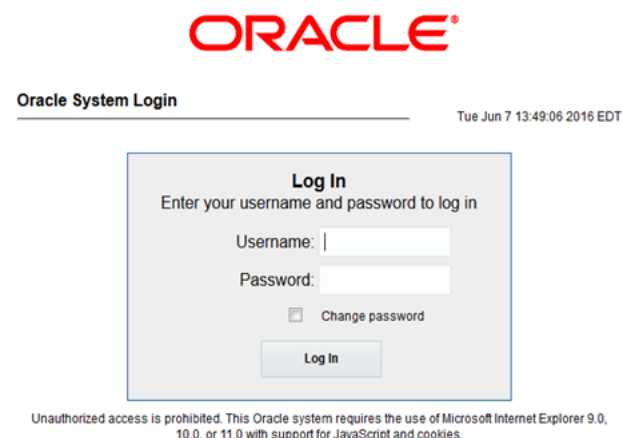 ORACLE®
Oracle System Login
Tue Jun 7 13:49:06 2016 EDT
Log In
Enter your username and password to log in
Username:
Password:
Change password
Log In
Unauthorized access is prohibited. This Oracle system requires the use of Microsoft Internet Explorer 9.0,
10.0, or 11.0 with support for JavaScript and cookies.